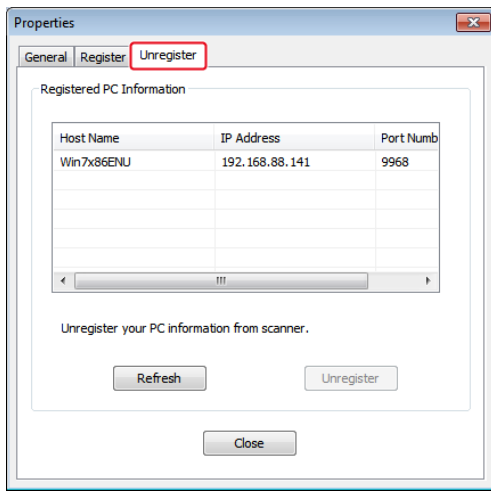 Properties
General Register Unregister
Registered PC Information
Host Name IP Address Port Numb
Win7x86ENU 192.168.88.141 9968
Unregister your PC information from scanner.
Refresh Unregister
Close